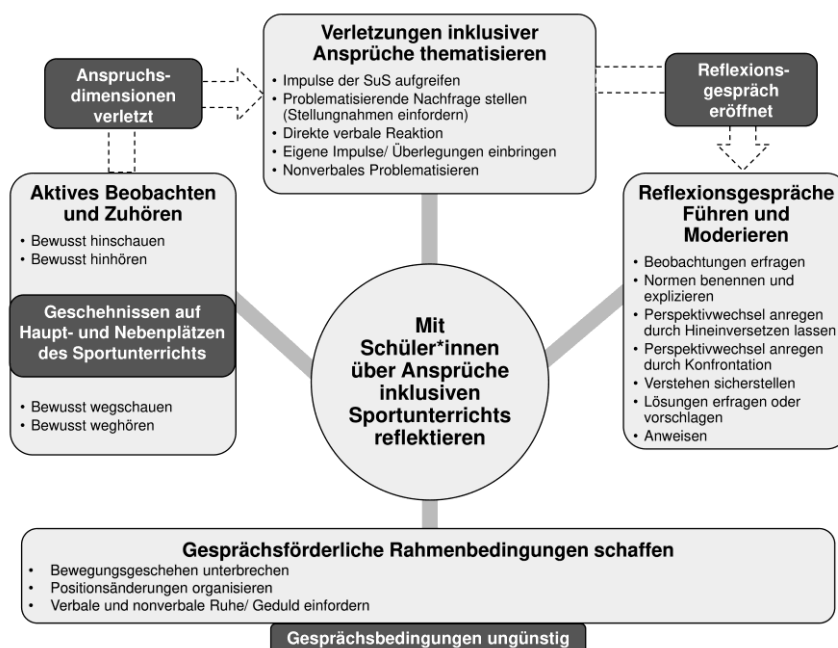 Verletzungen inklusiver
Ansprüche thematisieren
• Impulse der SuS aufgreifen
• Problematisierende Nachfrage stellen
(Stellungnahmen einfordern)
• Direkte verbale Reaktion
• Eigene Impulse/ Überlegungen einbringen
• Nonverbales Problematisieren
Anspruchs-
dimensionen
verletzt
Reflexions-
gespräch
eröffnet
Aktives Beobachten
und Zuhören
• Bewusst hinschauen
• Bewusst hinhören
Geschehnissen auf
Haupt- und Nebenplätzen
des Sportunterrichts
• Bewusst wegschauen
• Bewusst weghören
Mit
Schüler*innen
über Ansprüche
inklusiven
Sportunterrichts
reflektieren
Reflexionsgespräche
Führen und
Moderieren
• Beobachtungen erfragen
• Normen benennen und
explizieren
• Perspektivwechsel anregen
durch Hineinversetzen lassen
• Perspektivwechsel anregen
durch Konfrontation
• Verstehen sicherstellen
• Lösungen erfragen oder
vorschlagen
• Anweisen
Gesprächsförderliche Rahmenbedingungen schaffen
• Bewegungsgeschehen unterbrechen
• Positionsänderungen organisieren
• Verbale und nonverbale Ruhe/ Geduld einfordern
Gesprächsbedingungen ungünstig